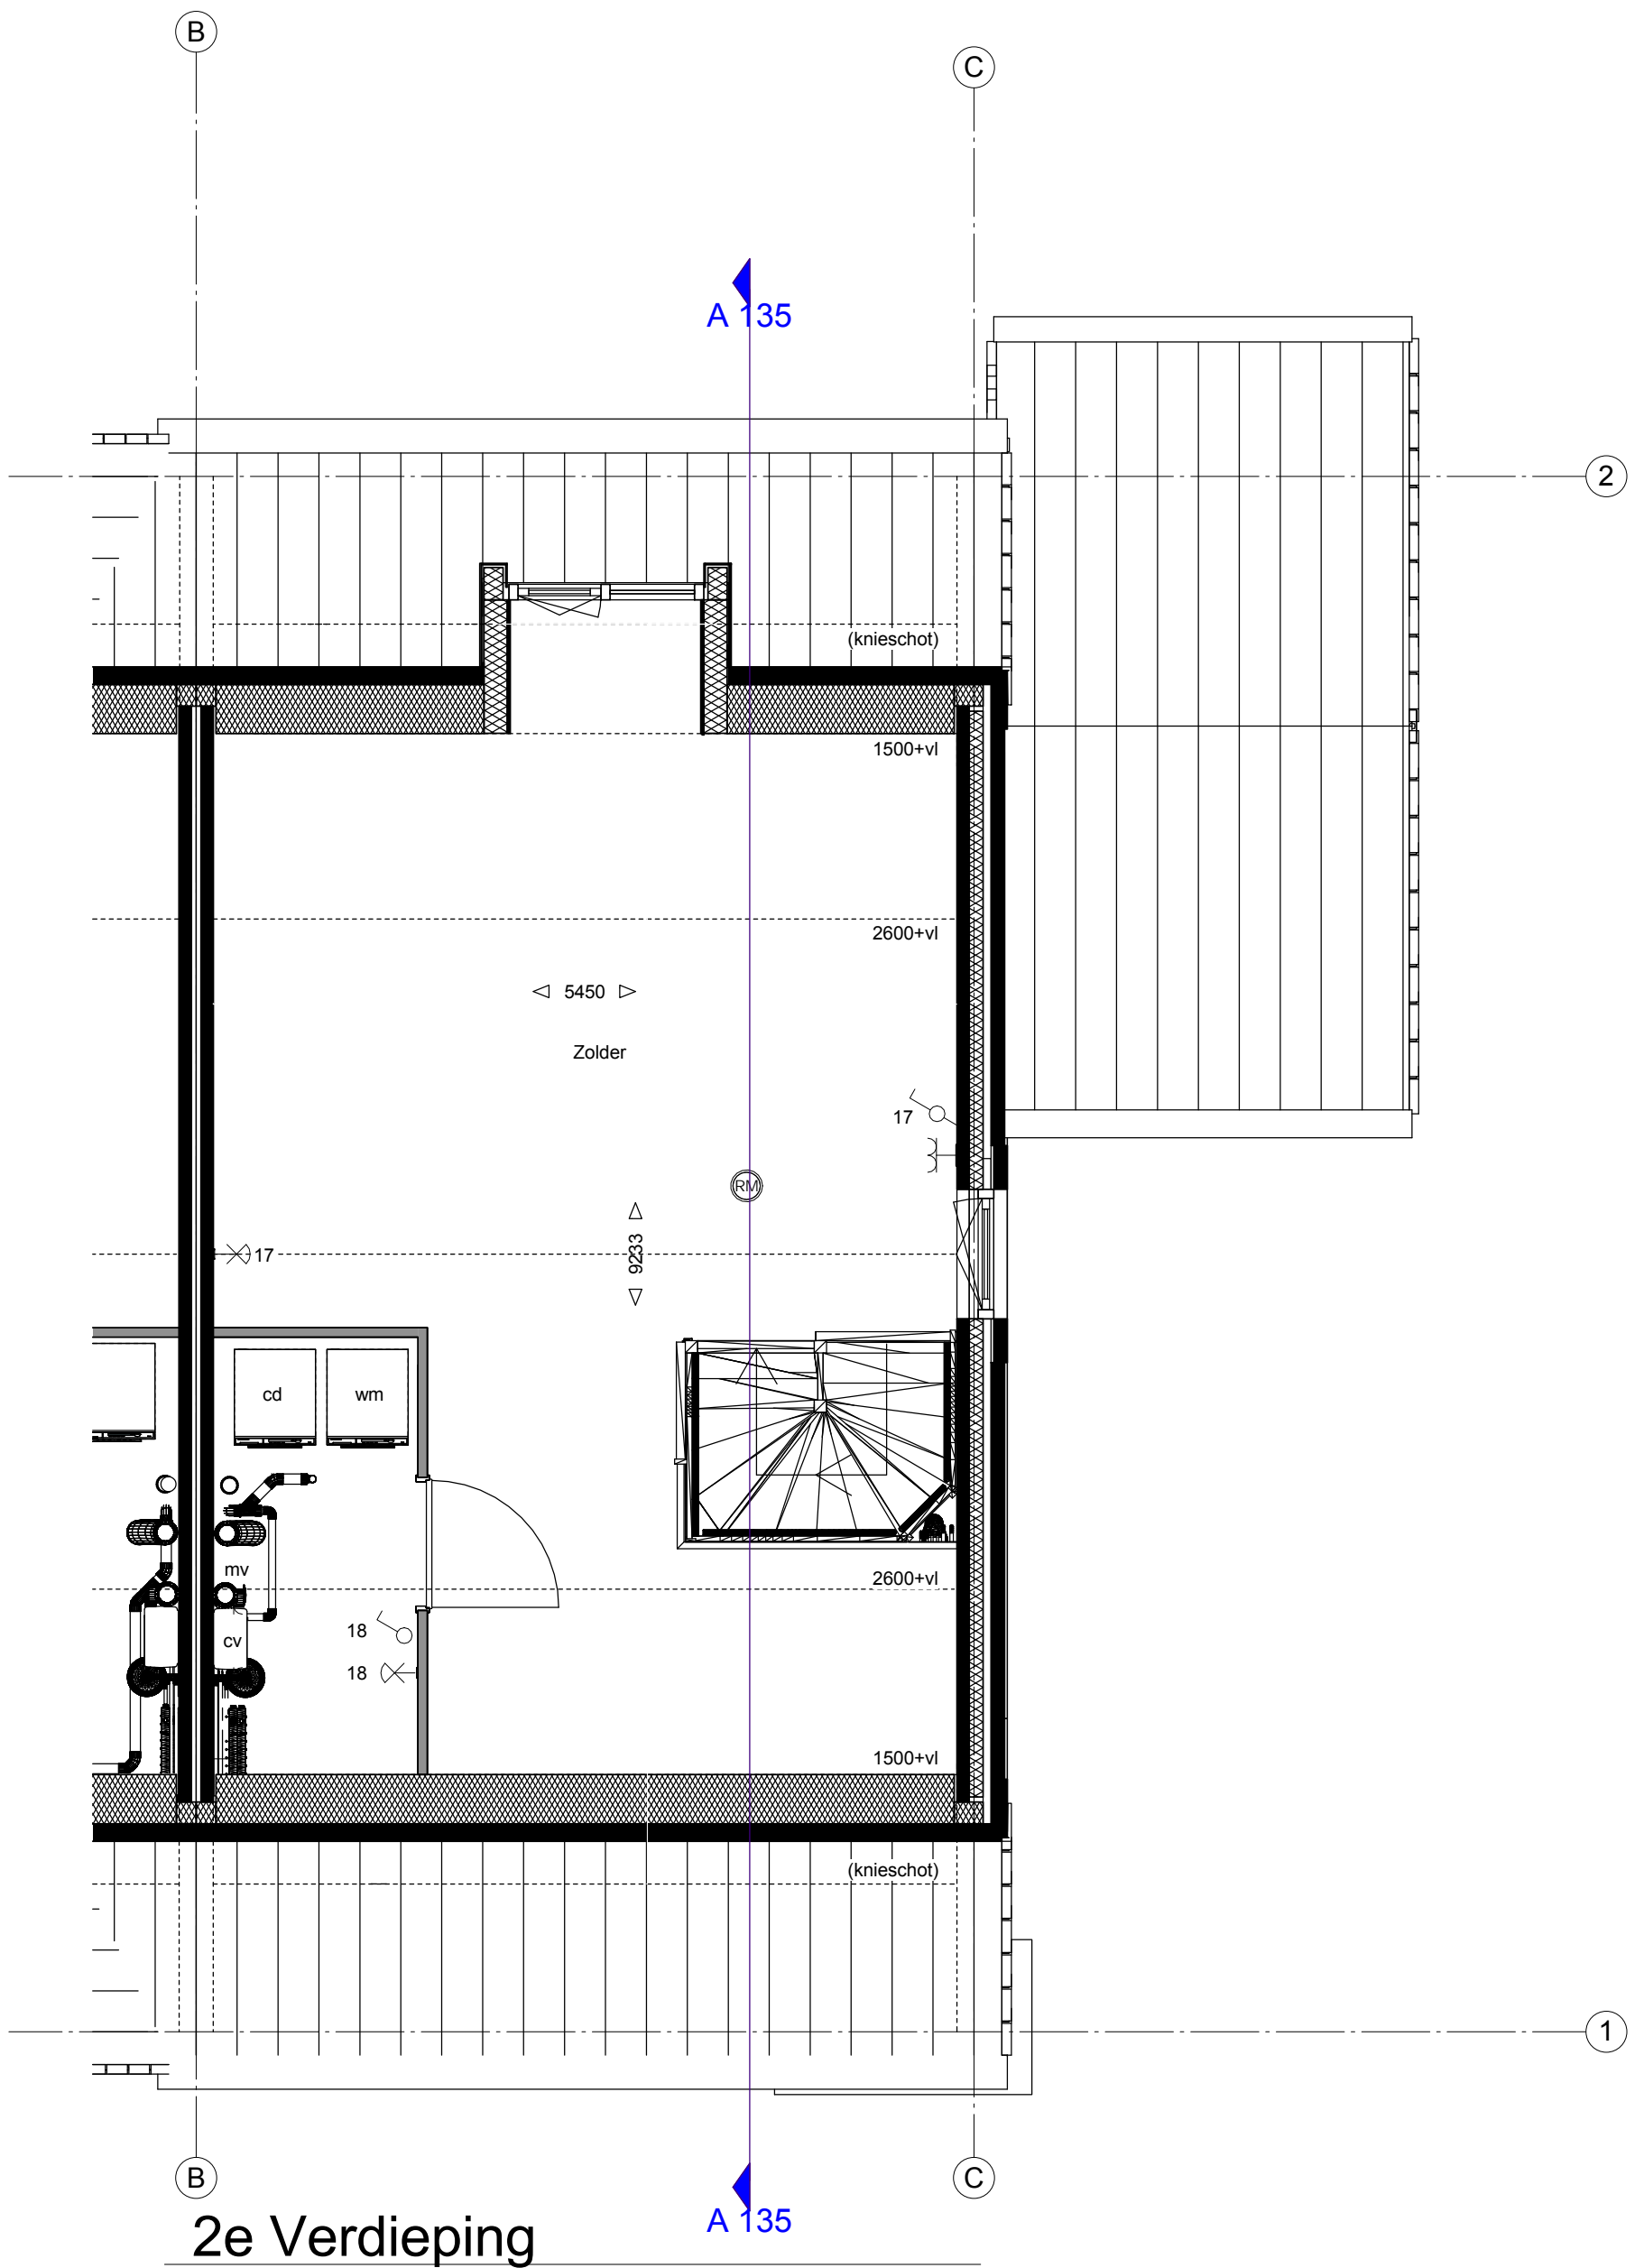 B
C
A 135
2
(knieschot)
1500+vl
2600+vl
5450
Zolder
17
RM
9233
17
cd
wm
mv
2600+vl
18
cv
18
1500+vl
(knieschot)
1
B
C
A 135
2e Verdieping